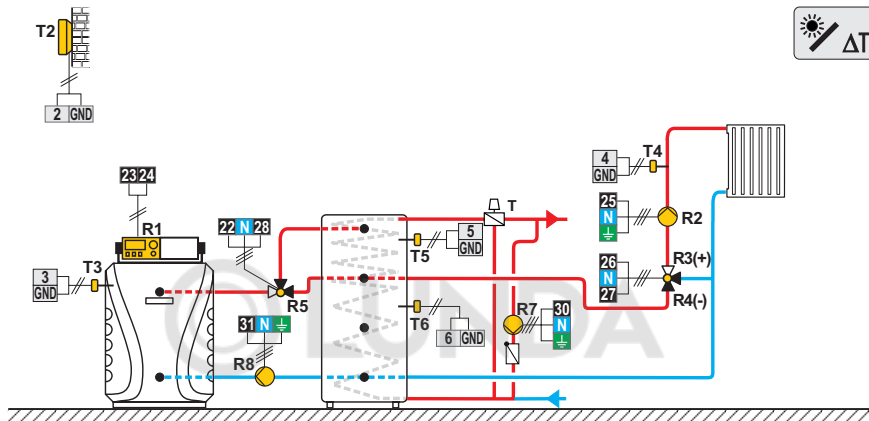 T2
2 GND
ΔT
23 24
R1
22 N 28
3
GND
T3
R5
31 N
R8
T
5
GND
T5
T6
6 GND
R7
30
N
4
GND
T4
25
N
R2
R3(+)
26
N
27
R4(-)
© LUNDA